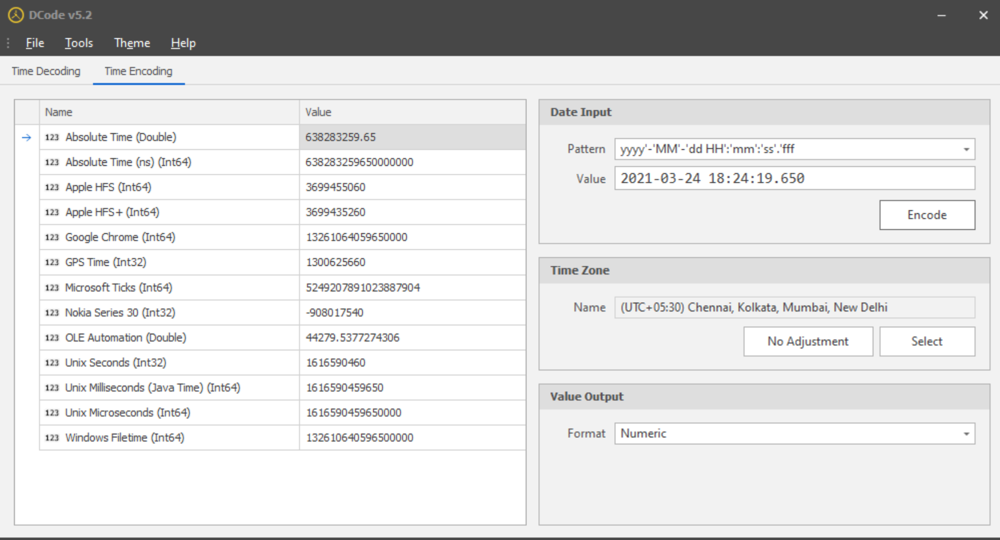 DCode v5.2
File Tools Theme Help
Time Decoding Time Encoding
Name Value
123 Absolute Time (Double) 638283259.65
123 Absolute Time (ns) (Int64) 638283259650000000
123 Apple HFS (Int64) 3699455060
123 Apple HFS+ (Int64) 3699435260
123 Google Chrome (Int64) 13261064059650000
123 GPS Time (Int32) 1300625660
123 Microsoft Ticks (Int64) 5249207891023887904
123 Nokia Series 30 (Int32) -908017540
123 OLE Automation (Double) 44279.5377274306
123 Unix Seconds (Int32) 1616590460
123 Unix Milliseconds (Java Time) (Int64) 1616590459650
123 Unix Microseconds (Int64) 1616590459650000
123 Windows Filetime (Int64) 132610640596500000
Date Input
Pattern yyyy'-'MM'-'dd HH':'mm':'ss'.'fff
Value 2021-03-24 18:24:19.650
Encode
Time Zone
Name (UTC+05:30) Chennai, Kolkata, Mumbai, New Delhi
No Adjustment Select
Value Output
Format Numeric